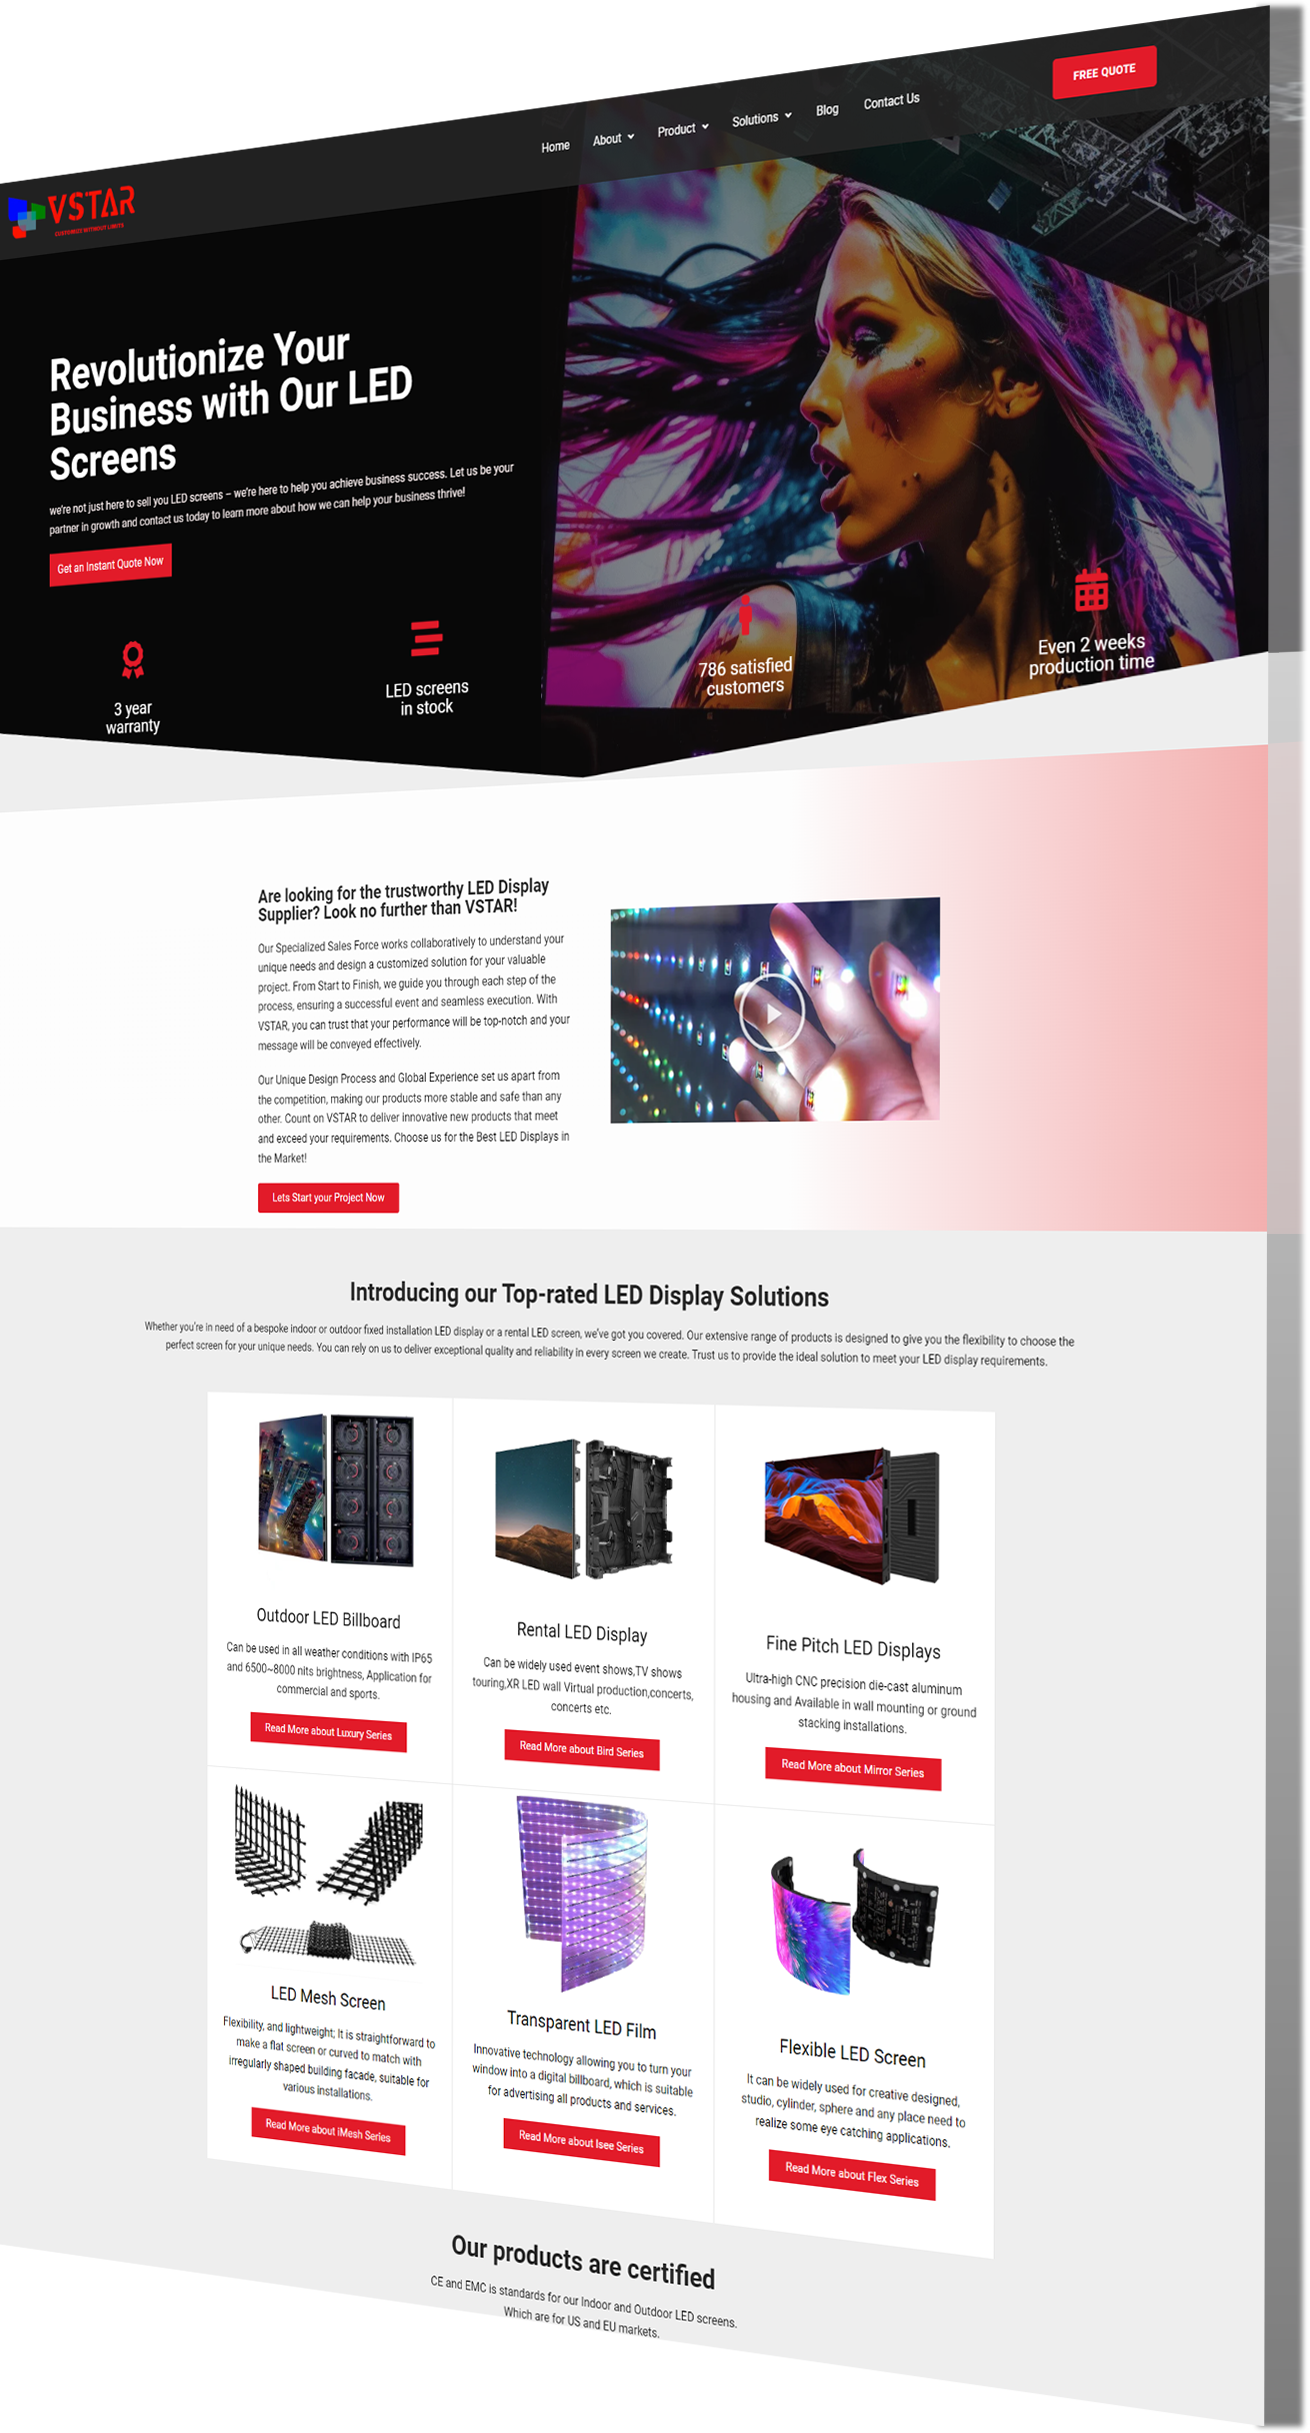 Home
About
Product
Solutions
Blog
Contact Us
FREE QUOTE
VSTAR
CUSTOMIZE WITHOUT LIMITS
Revolutionize Your
Business with Our LED
Screens
we're not just here to sell you LED screens – we're here to help you achieve business success. Let us be your
partner in growth and contact us today to learn more about how we can help your business thrive!
Get an Instant Quote Now
3 year
warranty
LED screens
in stock
786 satisfied
customers
Even 2 weeks
production time
Are looking for the trustworthy LED Display
Supplier? Look no further than VSTAR!
Our Specialized Sales Force works collaboratively to understand your
unique needs and design a customized solution for your valuable
project. From Start to Finish, we guide you through each step of the
process, ensuring a successful event and seamless execution. With
VSTAR, you can trust that your performance will be top-notch and your
message will be conveyed effectively.
Our Unique Design Process and Global Experience set us apart from
the competition, making our products more stable and safe than any
other. Count on VSTAR to deliver innovative new products that meet
and exceed your requirements. Choose us for the Best LED Displays in
the Market!
Lets Start your Project Now
Introducing our Top-rated LED Display Solutions
Whether you're in need of a bespoke indoor or outdoor fixed installation LED display or a rental LED screen, we've got you covered. Our extensive range of products is designed to give you the flexibility to choose the
perfect screen for your unique needs. You can rely on us to deliver exceptional quality and reliability in every screen we create. Trust us to provide the ideal solution to meet your LED display requirements.
Outdoor LED Billboard
Can be used in all weather conditions with IP65
and 6500~8000 nits brightness, Application for
commercial and sports.
Read More about Luxury Series
Rental LED Display
Can be widely used event shows,TV shows
touring,XR LED wall Virtual production,concerts,
concerts etc.
Read More about Bird Series
Fine Pitch LED Displays
Ultra-high CNC precision die-cast aluminum
housing and Available in wall mounting or ground
stacking installations.
Read More about Mirror Series
LED Mesh Screen
Flexibility, and lightweight; It is straightforward to
make a flat screen or curved to match with
irregularly shaped building facade, suitable for
various installations.
Read More about iMesh Series
Transparent LED Film
Innovative technology allowing you to turn your
window into a digital billboard, which is suitable
for advertising all products and services.
Read More about Isee Series
Flexible LED Screen
It can be widely used for creative designed,
studio, cylinder, sphere and any place need to
realize some eye catching applications.
Read More about Flex Series
Our products are certified
CE and EMC is standards for our Indoor and Outdoor LED screens.
Which are for US and EU markets.